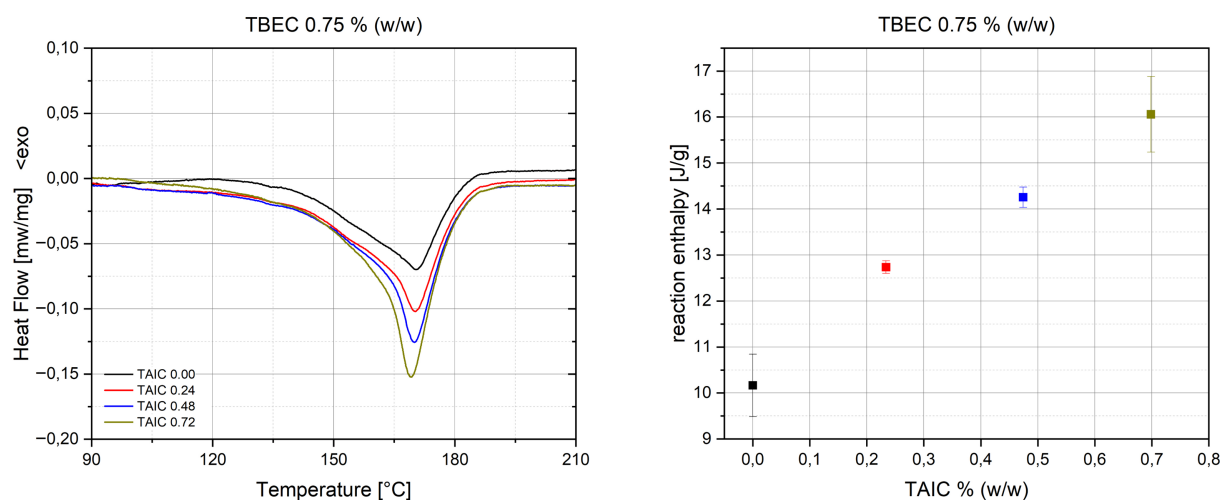 TBEC 0.75 % (w/w)
0,10
0,05
0,00
−0,05
−0,10
−0,15
−0,20
Heat Flow [mw/mg] <exo
TAIC 0.00
TAIC 0.24
TAIC 0.48
TAIC 0.72
90 120 150 180 210
Temperature [°C]
TBEC 0.75 % (w/w)
17
16
15
14
13
12
11
10
9
reaction enthalpy [J/g]
0,0 0,1 0,2 0,3 0,4 0,5 0,6 0,7 0,8
TAIC % (w/w)